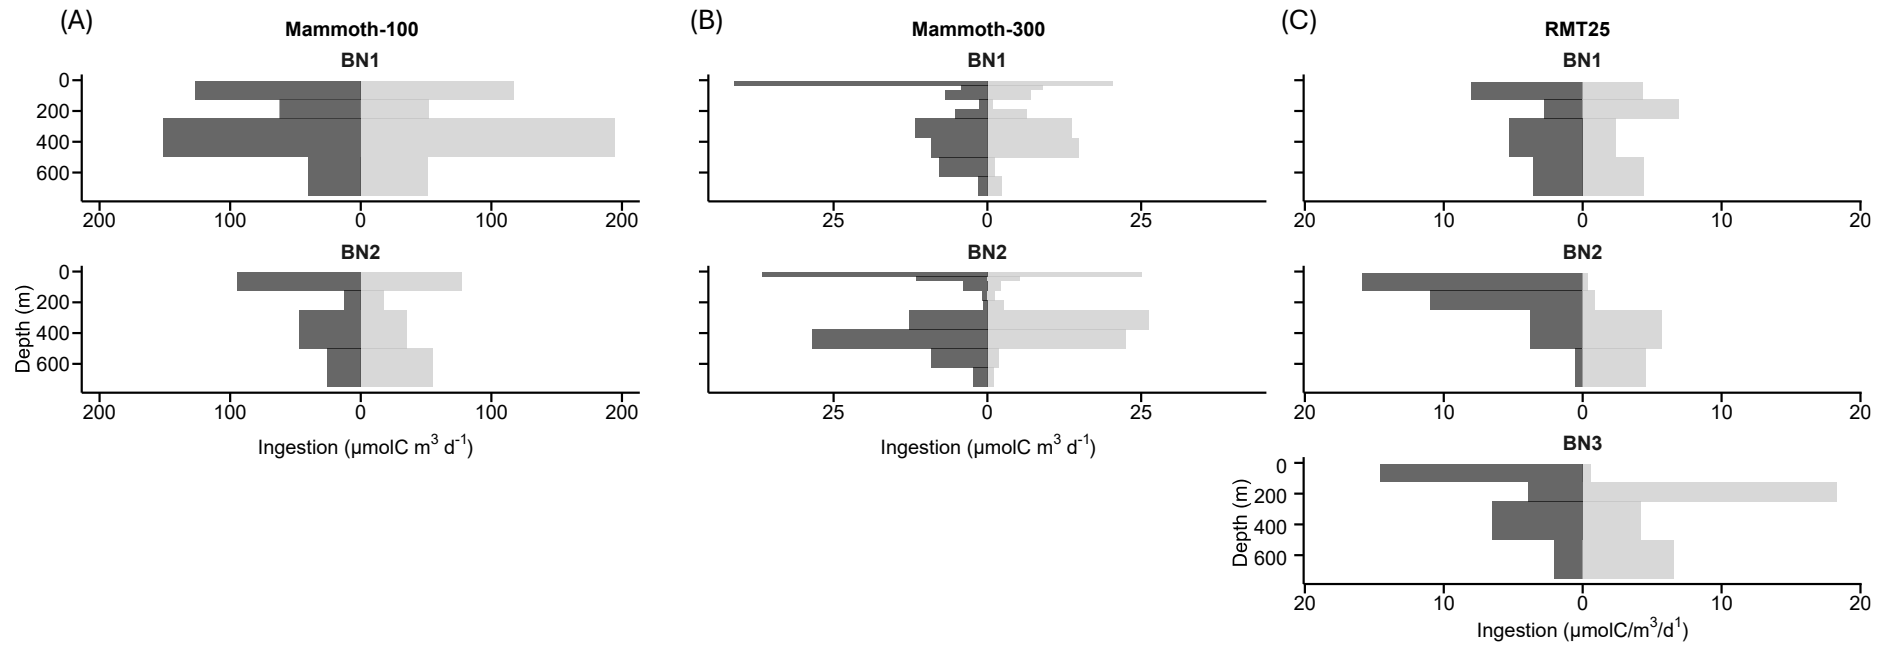 (A)
Mammoth-100
BN1
0
200
400
600
200 100 0 100 200
BN2
0
200
400
600
Depth (m)
200 100 0 100 200
Ingestion (µmolC m³ d⁻¹)
(B)
Mammoth-300
BN1
25 0 25
BN2
25 0 25
Ingestion (µmolC m³ d⁻¹)
(C)
RMT25
BN1
20 10 0 10 20
BN2
20 10 0 10 20
BN3
0
200
400
600
Depth (m)
20 10 0 10 20
Ingestion (µmolC/m³/d¹)